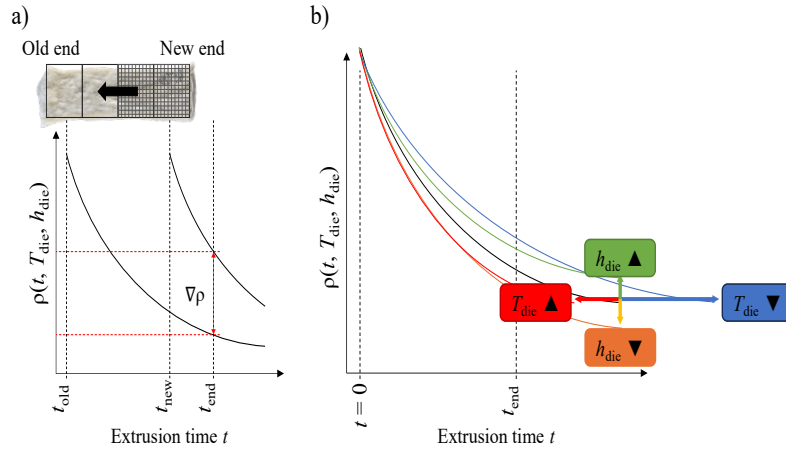 a)
Old end
New end
ρ(t, T_die, h_die)
∇ρ
t_old
t_new
t_end
Extrusion time t
b)
ρ(t, T_die, h_die)
h_die ▲
T_die ▲
T_die ▼
h_die ▼
t = 0
t_end
Extrusion time t